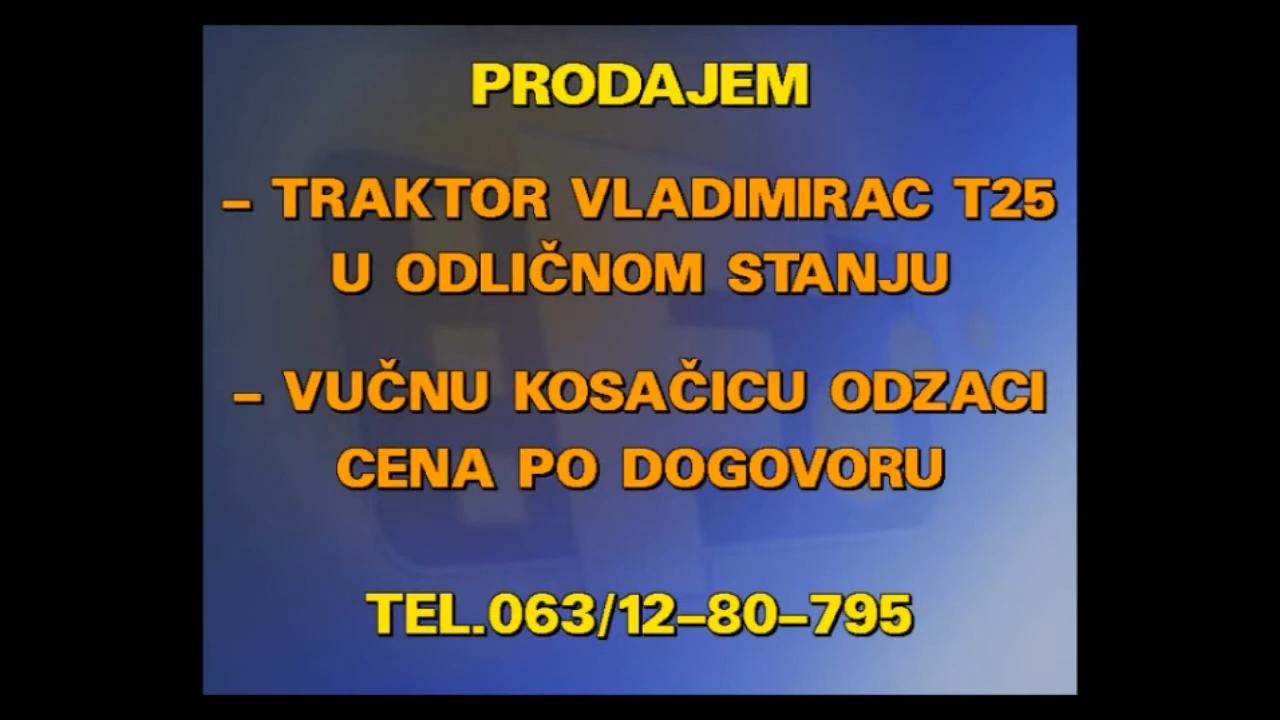 PRODAJEM
– TRAKTOR VLADIMIRAC T25
U ODLIČNOM STANJU
– VUČNU KOSAČICU ODZACI
CENA PO DOGOVORU
TEL.063/12–80–795